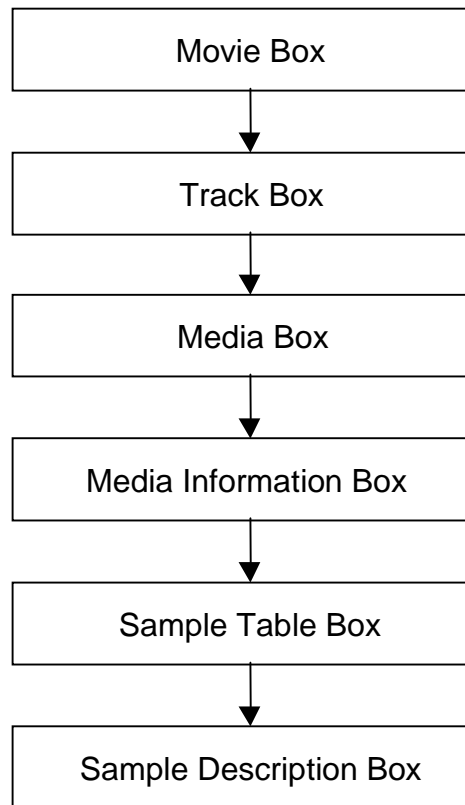 Movie Box
Track Box
Media Box
Media Information Box
Sample Table Box
Sample Description Box